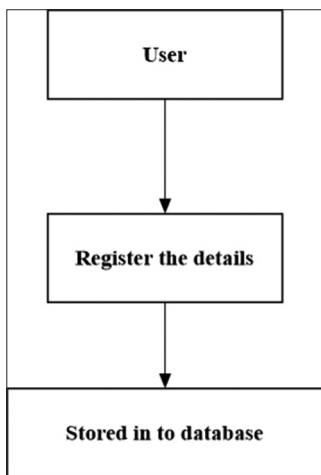 User
Register the details
Stored in to database